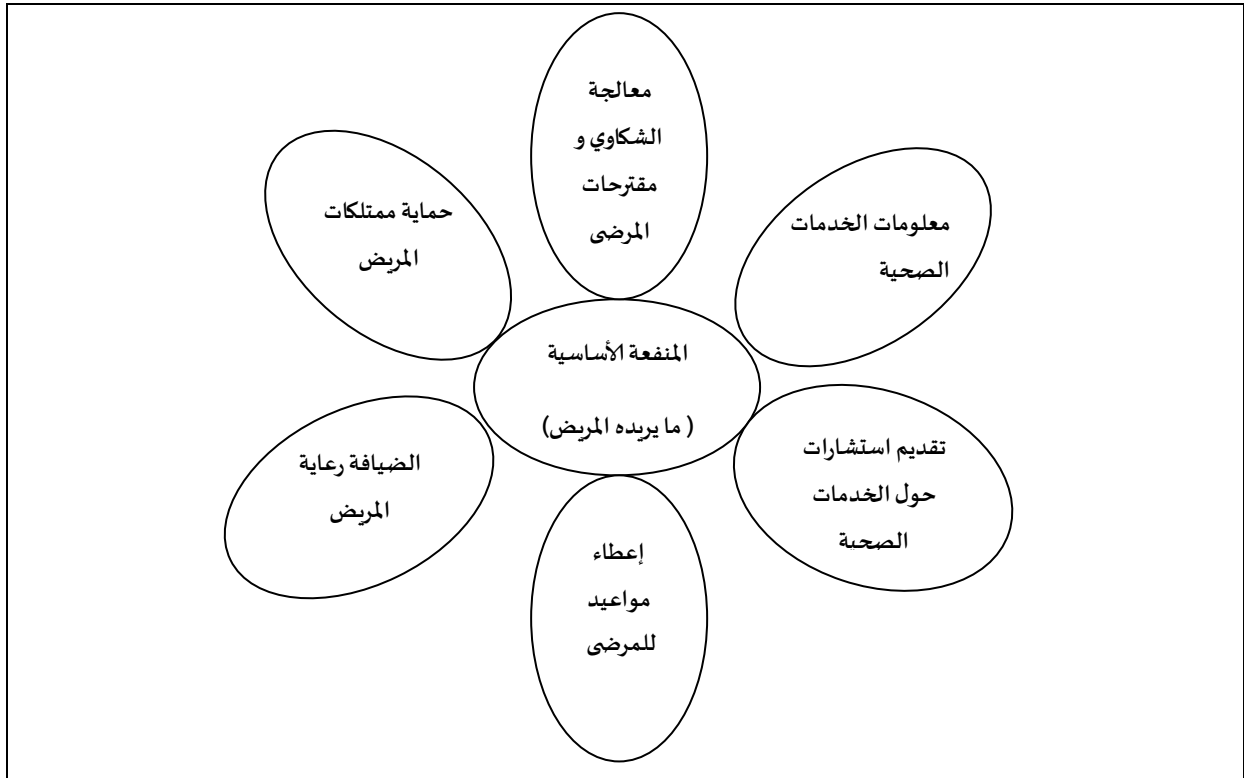 معالجة
الشكاوي و
مقترحات
المرضى
معلومات الخدمات
الصحية
حماية ممتلكات
المريض
المنفعة الأساسية
( ما يريده المريض)
تقديم استشارات
حول الخدمات
الصحية
الضيافة رعاية
المريض
إعطاء
مواعيد
للمرضى